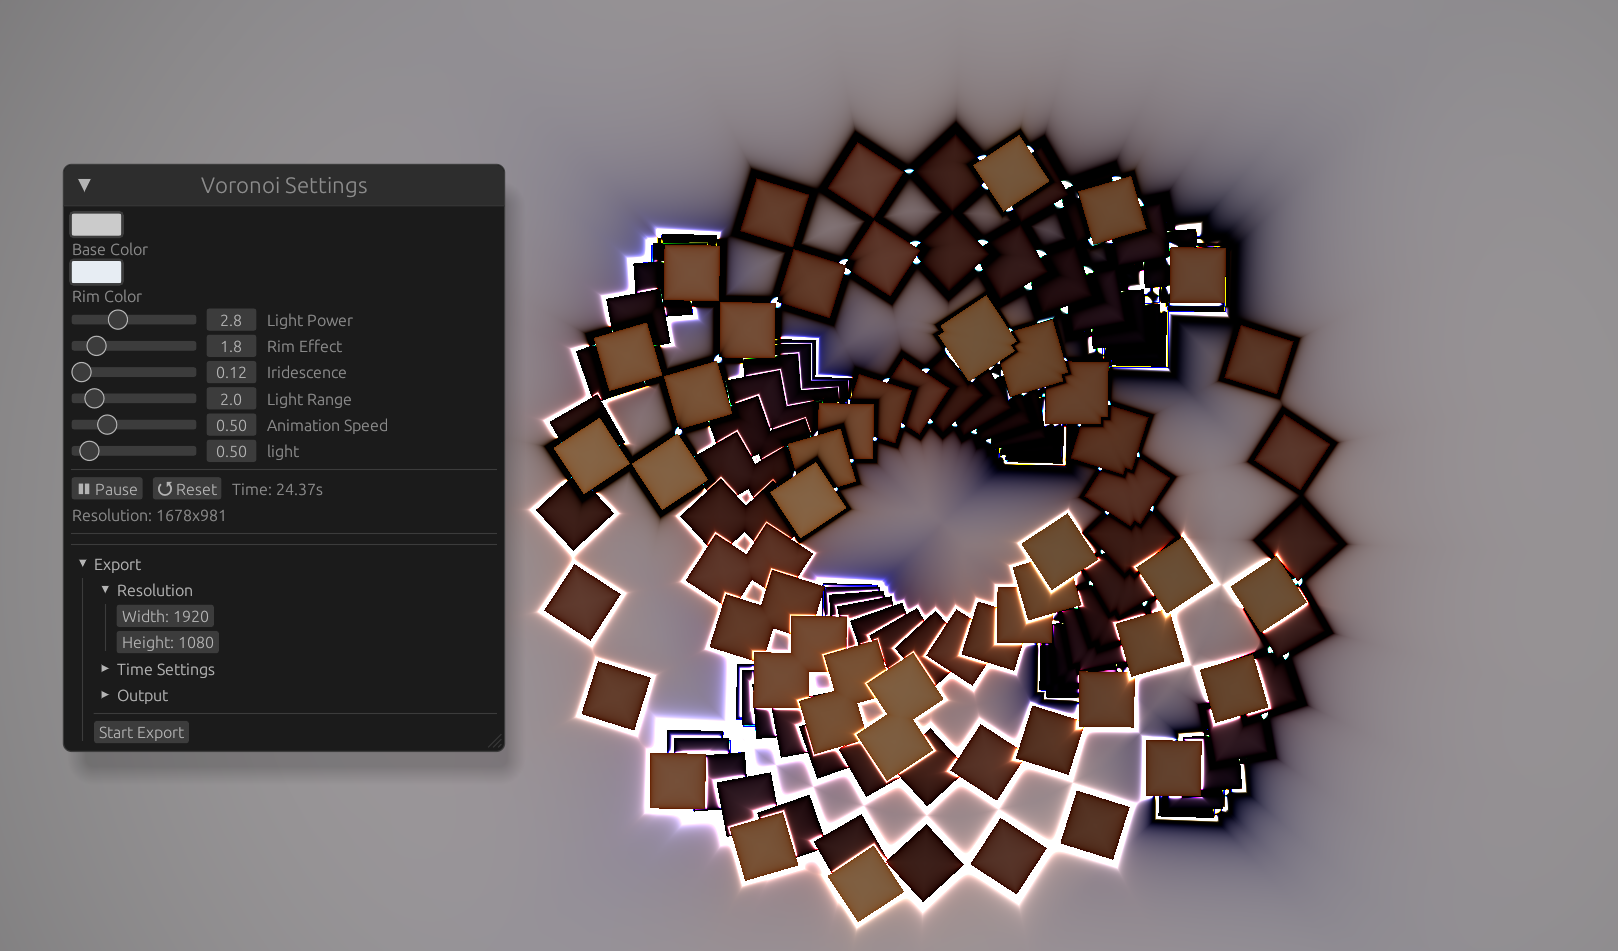 ▼ Voronoi Settings
Base Color
Rim Color
2.8 Light Power
1.8 Rim Effect
0.12 Iridescence
2.0 Light Range
0.50 Animation Speed
0.50 light
Pause Reset Time: 24.37s
Resolution: 1678x981
Export
Resolution
Width: 1920
Height: 1080
Time Settings
Output
Start Export